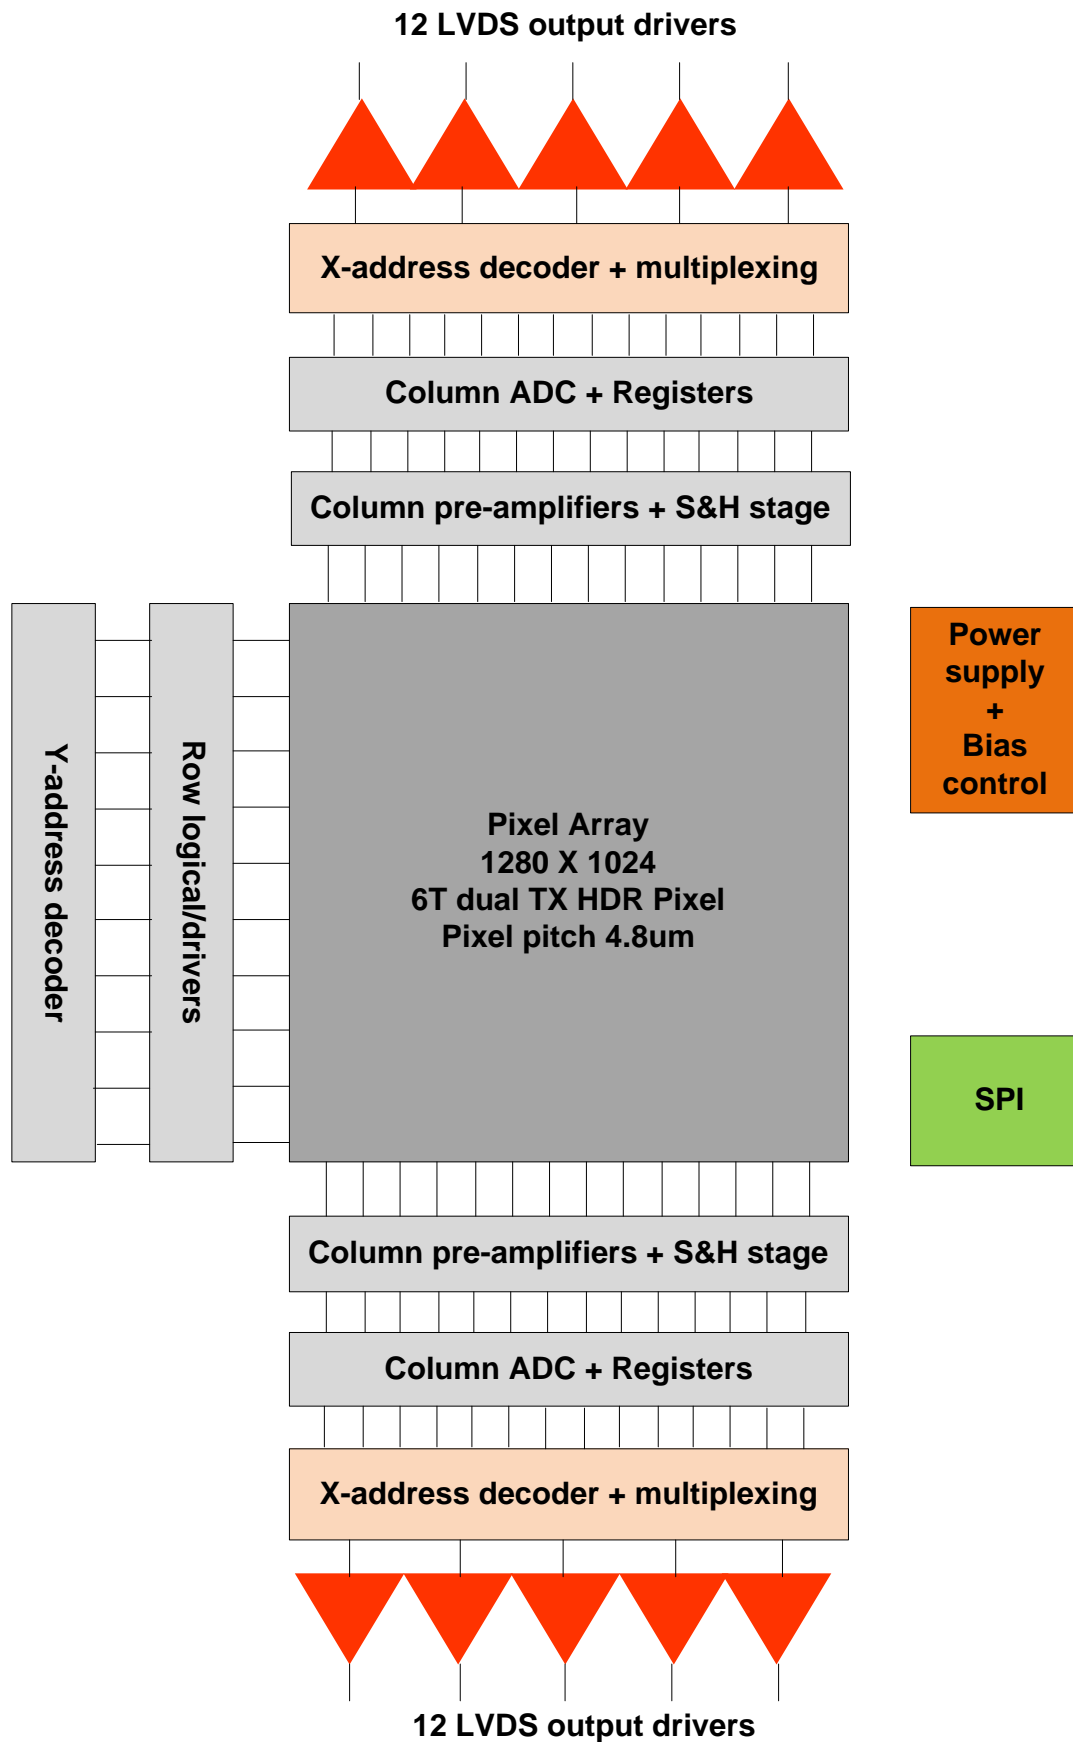 12 LVDS output drivers
X-address decoder + multiplexing
Column ADC + Registers
Column pre-amplifiers + S&H stage
Y-address decoder
Row logical/drivers
Pixel Array
1280 X 1024
6T dual TX HDR Pixel
Pixel pitch 4.8um
Power
supply
+
Bias
control
SPI
Column pre-amplifiers + S&H stage
Column ADC + Registers
X-address decoder + multiplexing
12 LVDS output drivers